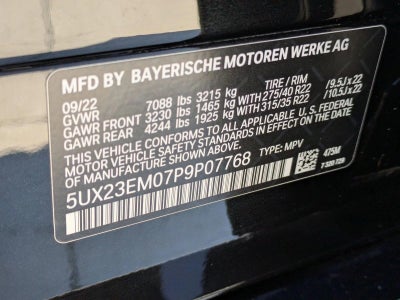 MFD BY BAYERISCHE MOTOREN WERKE AG
09/22 TIRE / RIM
GVWR 7088 lbs 3215 kg
GAWR FRONT 3230 lbs 1465 kg WITH 275/40 R22 / 9.5J x 22
GAWR REAR 4244 lbs 1925 kg WITH 315/35 R22 / 10.5J x 22
THIS VEHICLE CONFORMS TO ALL APPLICABLE U. S. FEDERAL
MOTOR VEHICLE SAFETY STANDARDS IN EFFECT ON THE
DATE OF MANUFACTURE SHOWN ABOVE.
5UX23EM07P9P07768 TYPE: MPV 475M
7 320 728